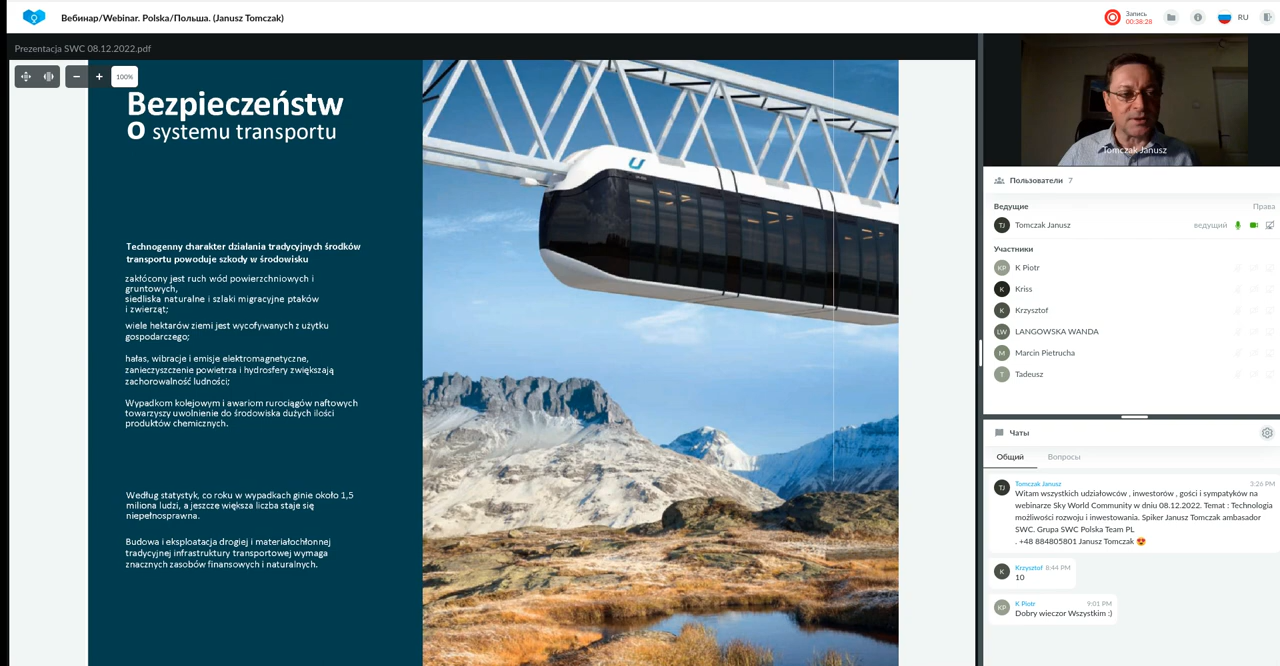 Вебинар/Webinar. Polska/Польша. (Janusz Tomczak)
Запись
00:38:28
RU
Prezentacja SWC 08.12.2022.pdf
100%
Bezpieczeństw
o systemu transportu
Technogenny charakter działania tradycyjnych środków
transportu powoduje szkody w środowisku
zakłócony jest ruch wód powierzchniowych i
gruntowych,
siedliska naturalne i szlaki migracyjne ptaków
i zwierząt;
wiele hektarów ziemi jest wycofywanych z użytku
gospodarczego;
hałas, wibracje i emisje elektromagnetyczne,
zanieczyszczenie powietrza i hydrosfery zwiększają
zachorowalność ludności;
Wypadkom kolejowym i awariom rurociągów naftowych
towarzyszy uwolnienie do środowiska dużych ilości
produktów chemicznych.
Według statystyk, co roku w wypadkach ginie około 1,5
miliona ludzi, a jeszcze większa liczba staje się
niepełnosprawna.
Budowa i eksploatacja drogiej i materiałochłonnej
tradycyjnej infrastruktury transportowej wymaga
znacznych zasobów finansowych i naturalnych.
Tomczak Janusz
Пользователи 7
Ведущие Права
TJ Tomczak Janusz ведущий
Участники
KP K Piotr
K Kriss
K Krzysztof
LW LANGOWSKA WANDA
M Marcin Pietrucha
T Tadeusz
Чаты
Общий Вопросы
TJ Tomczak Janusz 3:26 PM
Witam wszystkich udziałowców , inwestorów , gości i sympatyków na
webinarze Sky World Community w dniu 08.12.2022. Temat : Technologia
możliwości rozwoju i inwestowania. Spiker Janusz Tomczak ambasador
SWC. Grupa SWC Polska Team PL
. +48 884805801 Janusz Tomczak 😍
K Krzysztof 8:44 PM
10
KP K Piotr 9:01 PM
Dobry wieczor Wszystkim :)